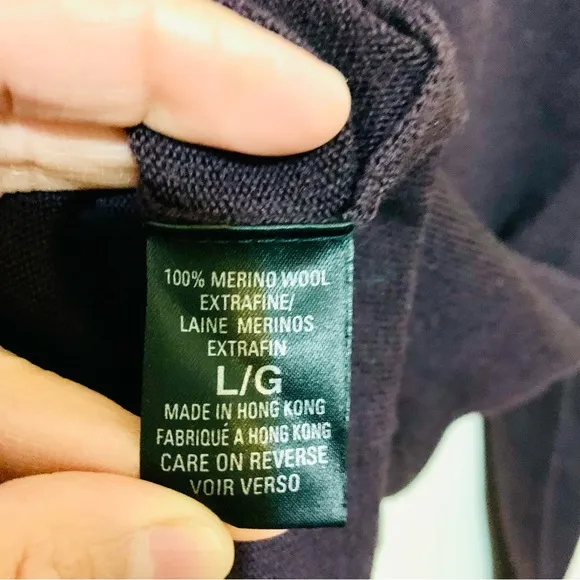 100% MERINO WOOL
EXTRAFINE/
LAINE MERINOS
EXTRAFIN
L/G
MADE IN HONG KONG
FABRIQUÉ A HONG KONG
CARE ON REVERSE
VOIR VERSO